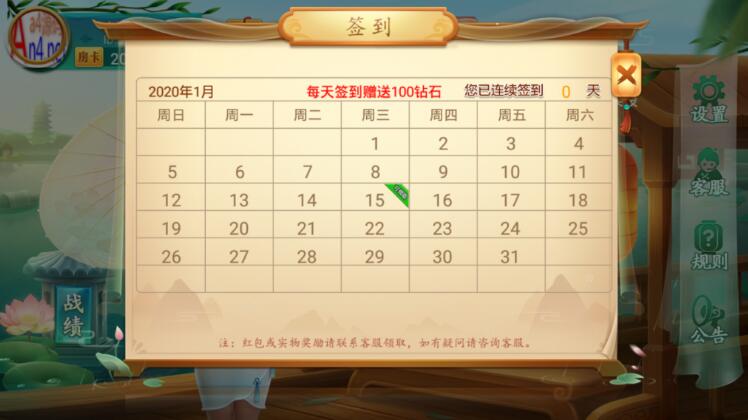 签到
房卡 20
2020年1月 每天签到赠送100钻石 您已连续签到 0 天
周日 周一 周二 周三 周四 周五 周六
1 2 3 4
5 6 7 8 9 10 11
12 13 14 15 16 17 18
19 20 21 22 23 24 25
26 27 28 29 30 31
注：红包或实物奖励请联系客服领取，如有疑问请咨询客服。
战绩
设置
客服
规则
公告